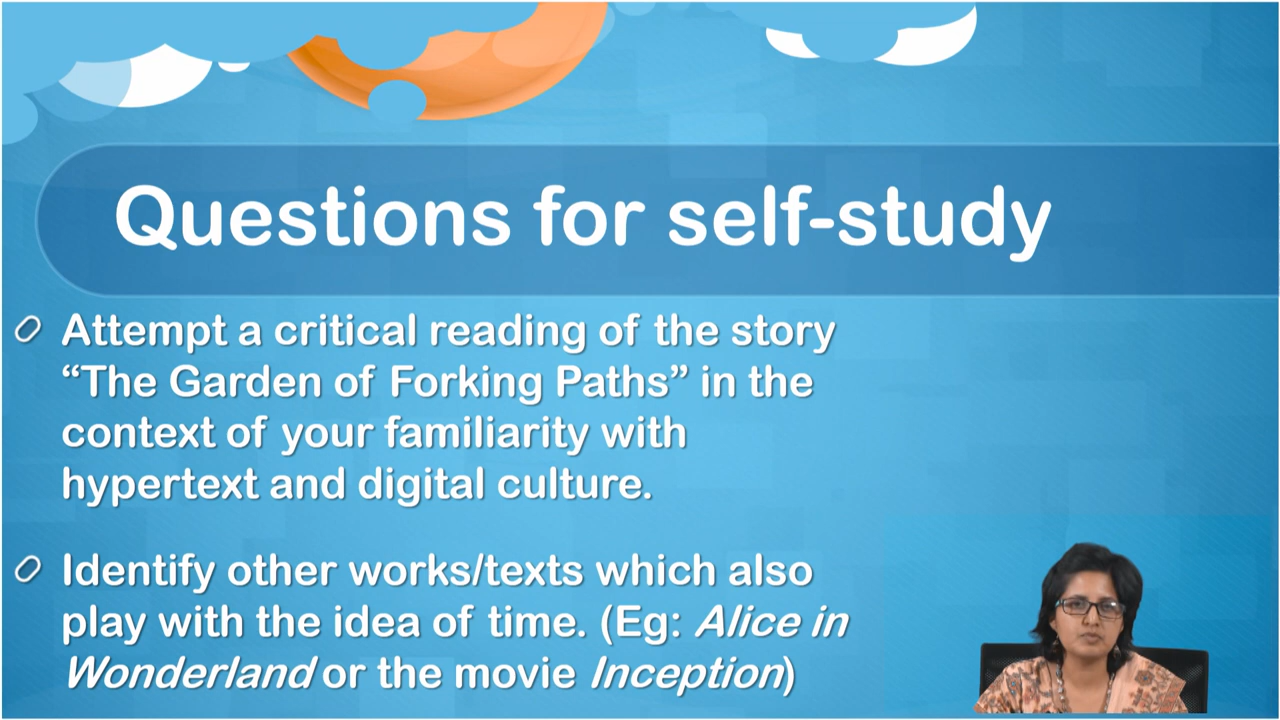 Questions for self-study
Attempt a critical reading of the story
“The Garden of Forking Paths” in the
context of your familiarity with
hypertext and digital culture.
Identify other works/texts which also
play with the idea of time. (Eg: Alice in
Wonderland or the movie Inception)